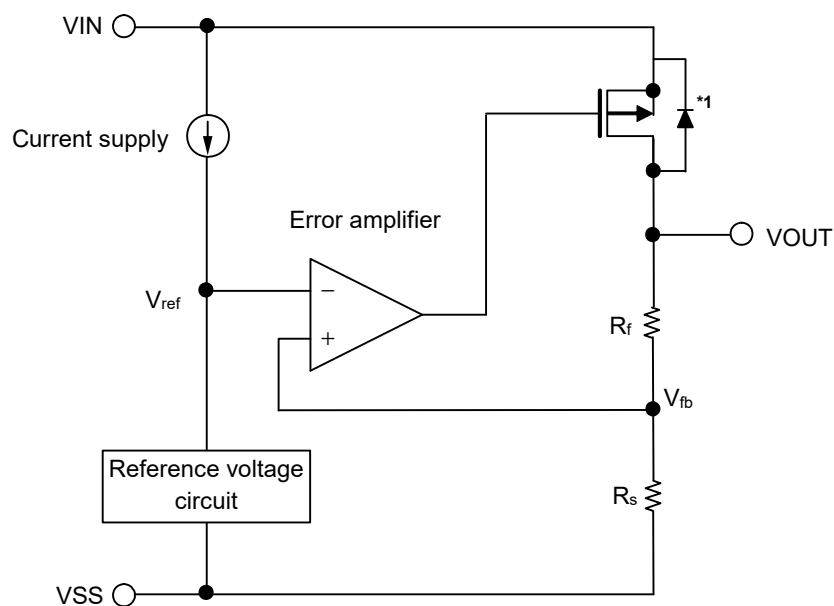 VIN
*1
Current supply
Error amplifier
VOUT
Vref
−
+
Rf
Vfb
Reference voltage
circuit
Rs
VSS